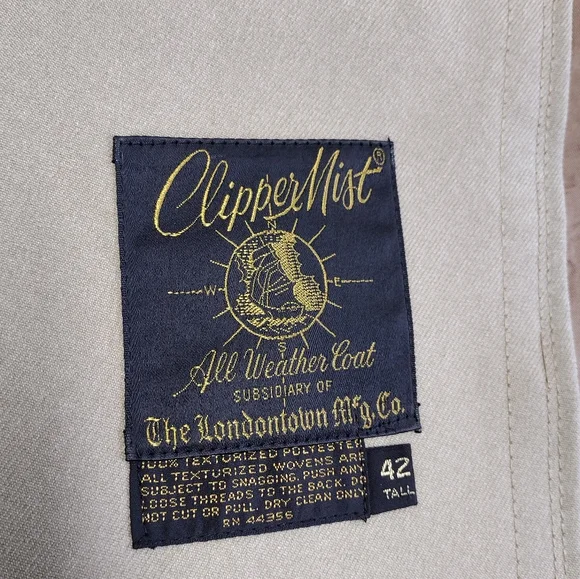 Clipper Mist®
N
W E
S
All Weather Coat
SUBSIDIARY OF
The Londontown Mfg. Co.
100% TEXTURIZED POLYESTER
ALL TEXTURIZED WOVENS ARE
SUBJECT TO SNAGGING. PUSH ANY
LOOSE THREADS TO THE BACK. DO
NOT CUT OR PULL. DRY CLEAN ONLY
RN 44356
42
TALL